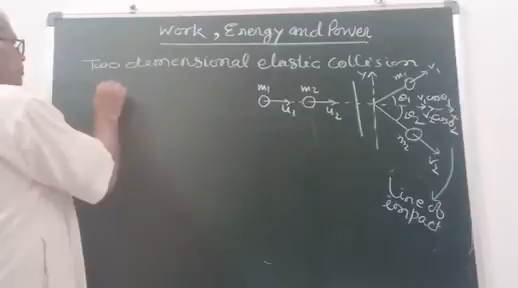 Work, Energy and Power
Two demensional elastic collision
m1 m2
u1 u2
Y
m1 v1
θ1 v1cosθ1
θ2 v2cosθ2
m2
v2
Line of
compact